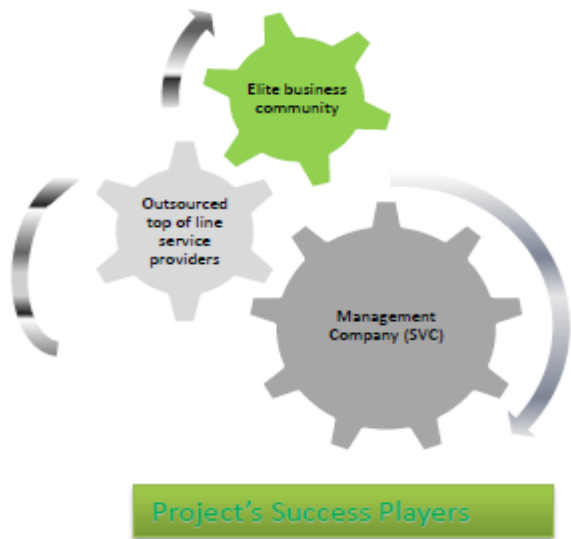 Elite business
community
Outsourced
top of line
service
providers
Management
Company (SVC)
Project's Success Players